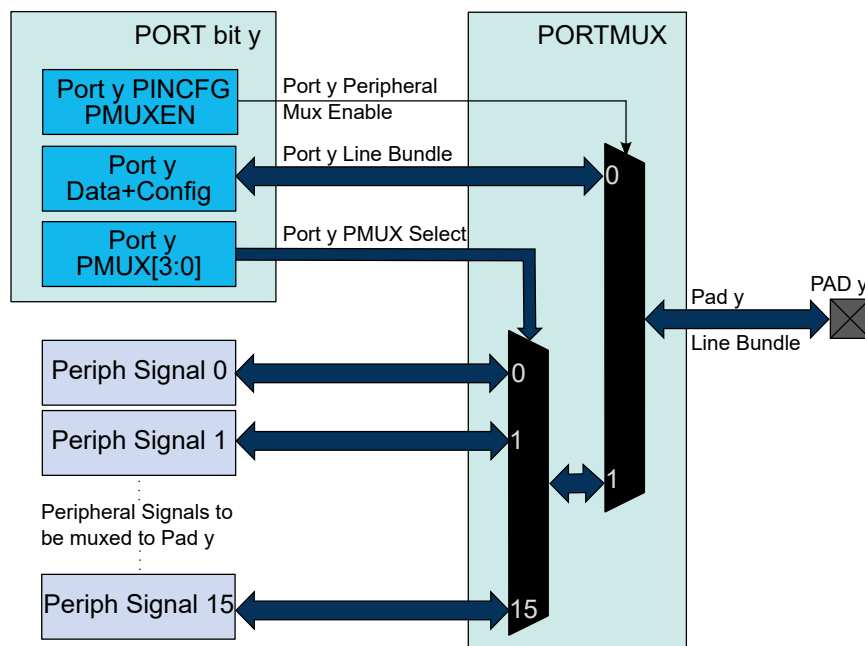 PORT bit y
PORTMUX
Port y PINCFG
PMUXEN
Port y Peripheral
Mux Enable
Port y
Data+Config
Port y Line Bundle
0
Port y
PMUX[3:0]
Port y PMUX Select
PAD y
Pad y
Line Bundle
Periph Signal 0
0
Periph Signal 1
1
1
Peripheral Signals to
be muxed to Pad y
Periph Signal 15
15